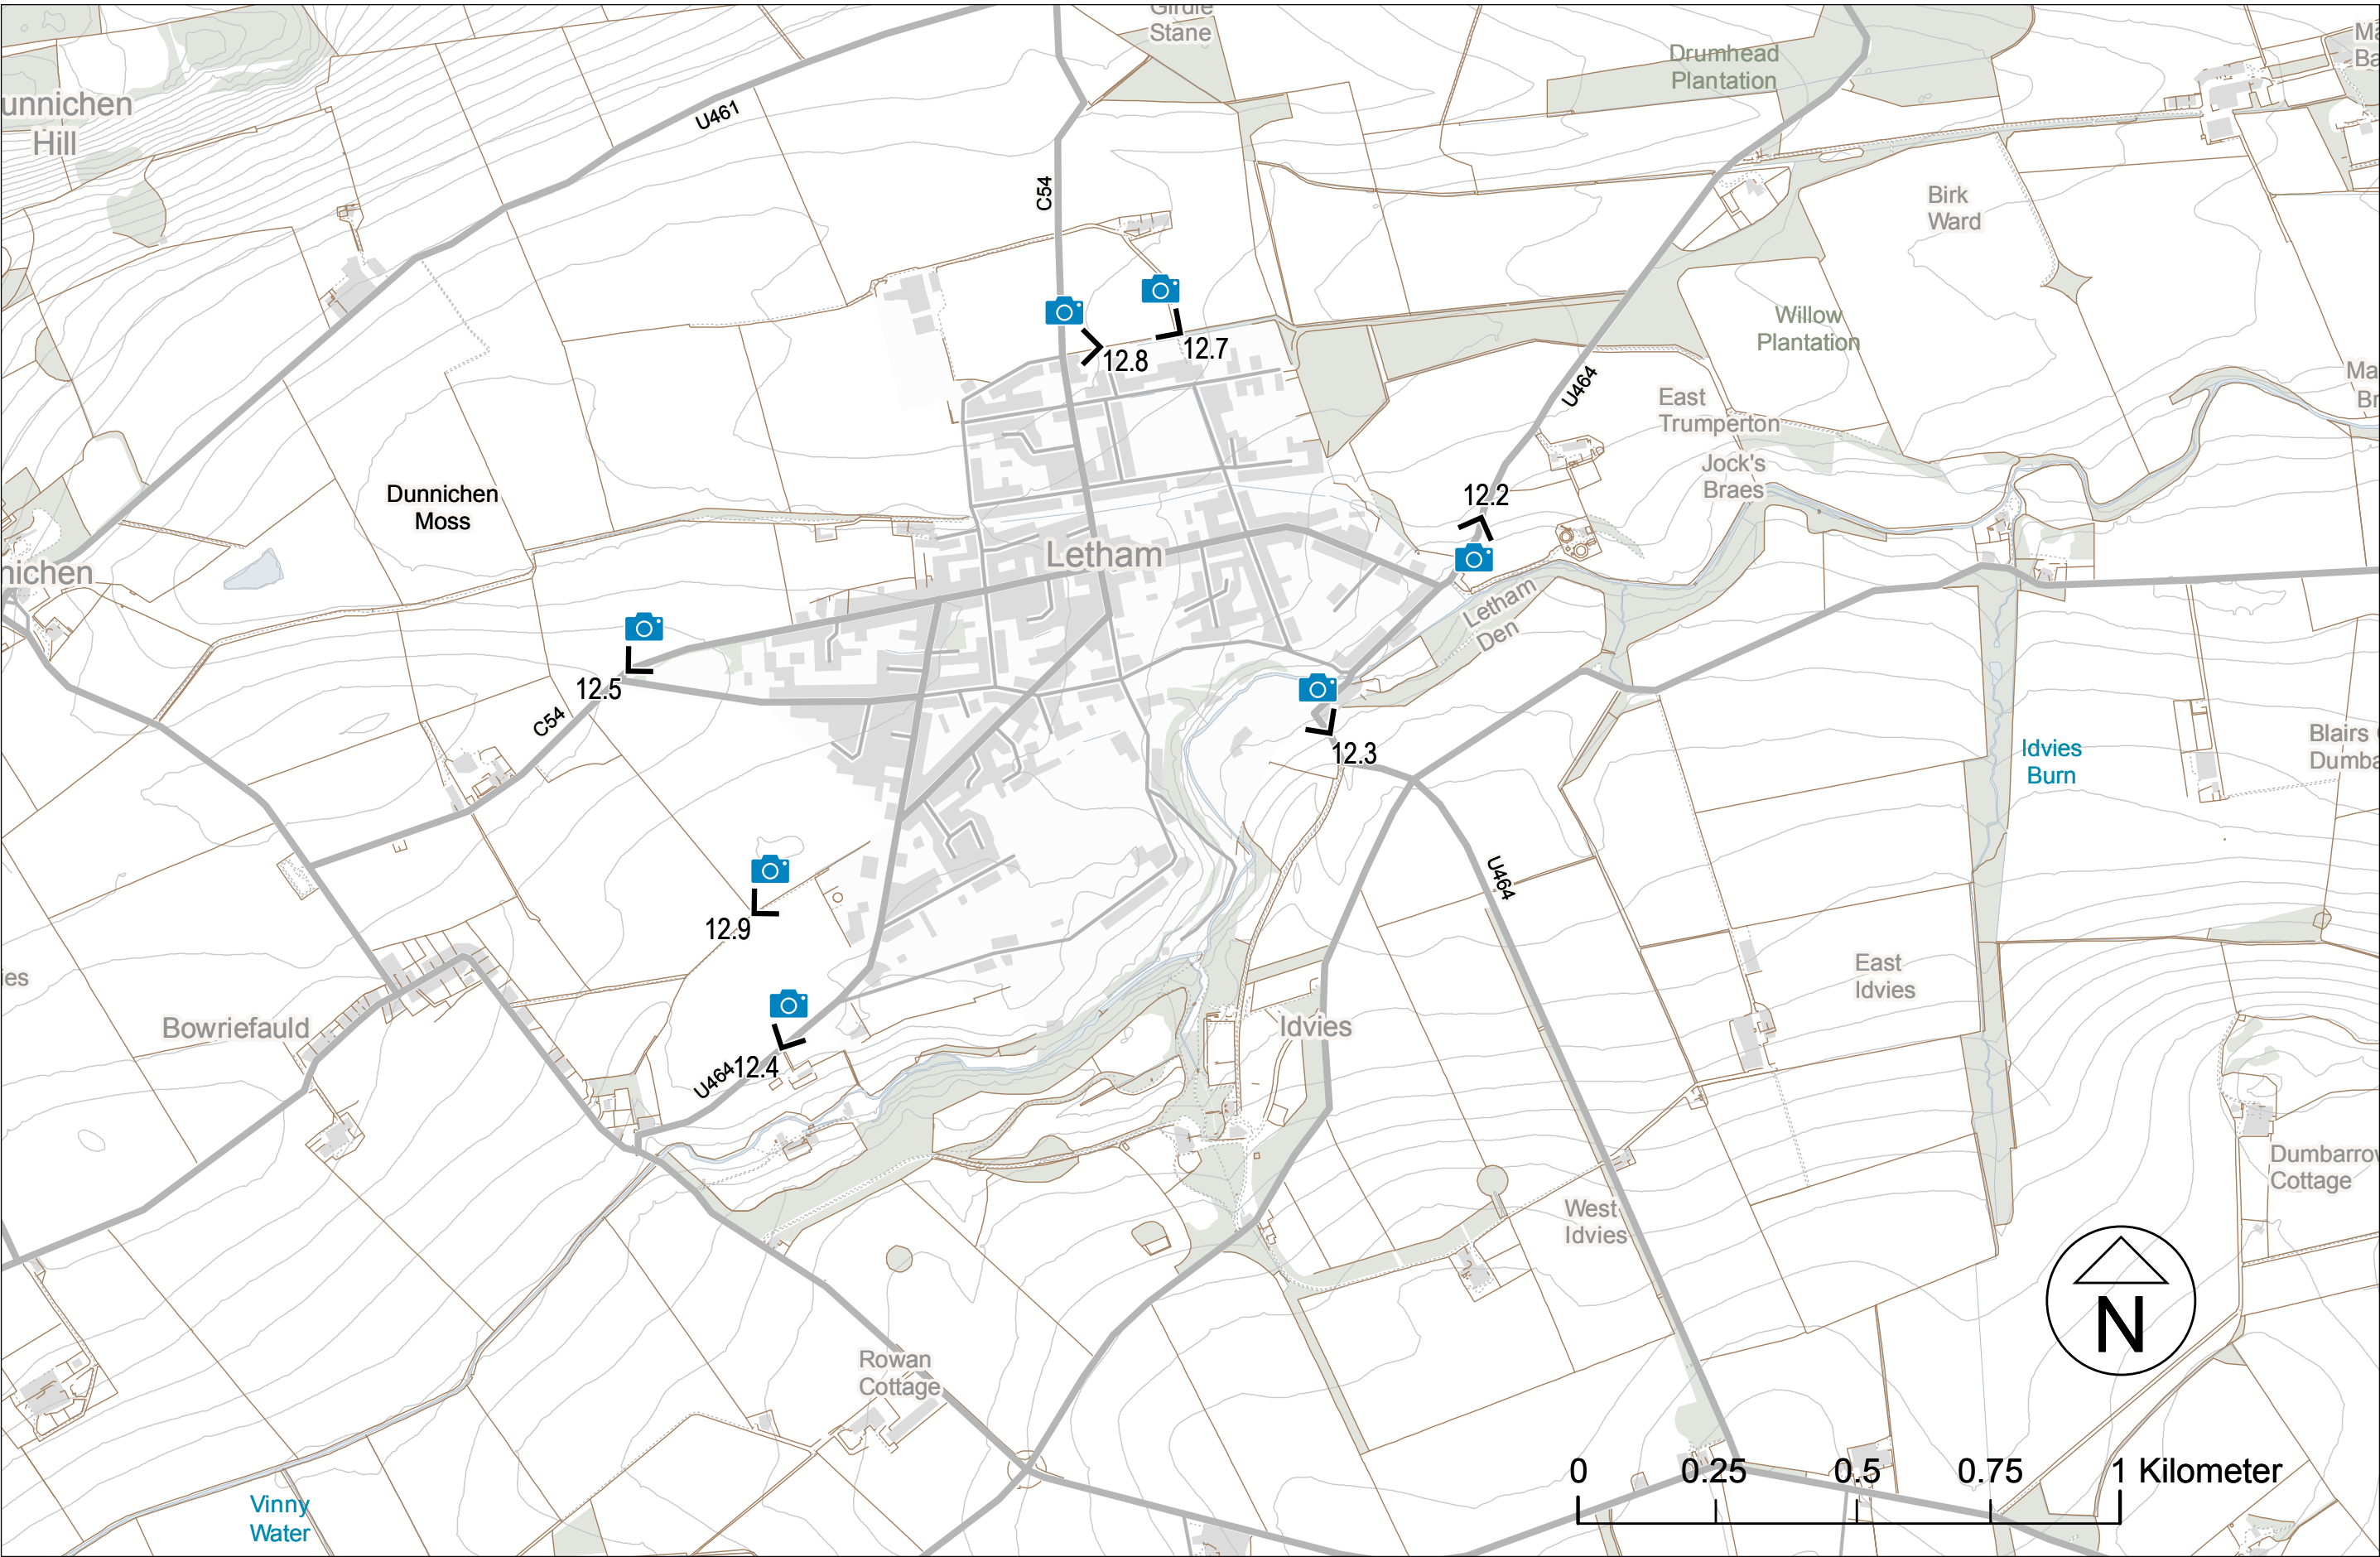 Stane
Drumhead
Plantation
unnichen
Hill
U461
C54
Birk
Ward
Willow
Plantation
12.7
12.8
U464
East
Trumperton
Jock's
Braes
Dunnichen
Moss
12.2
Letham
nichen
Letham
Den
12.5
C54
12.3
Idvies
Burn
Blairs
Dumba
U464
12.9
East
Idvies
ies
Bowriefauld
Idvies
U464
12.4
Dumbarrow
Cottage
West
Idvies
N
Rowan
Cottage
0 0.25 0.5 0.75 1 Kilometer
Vinny
Water